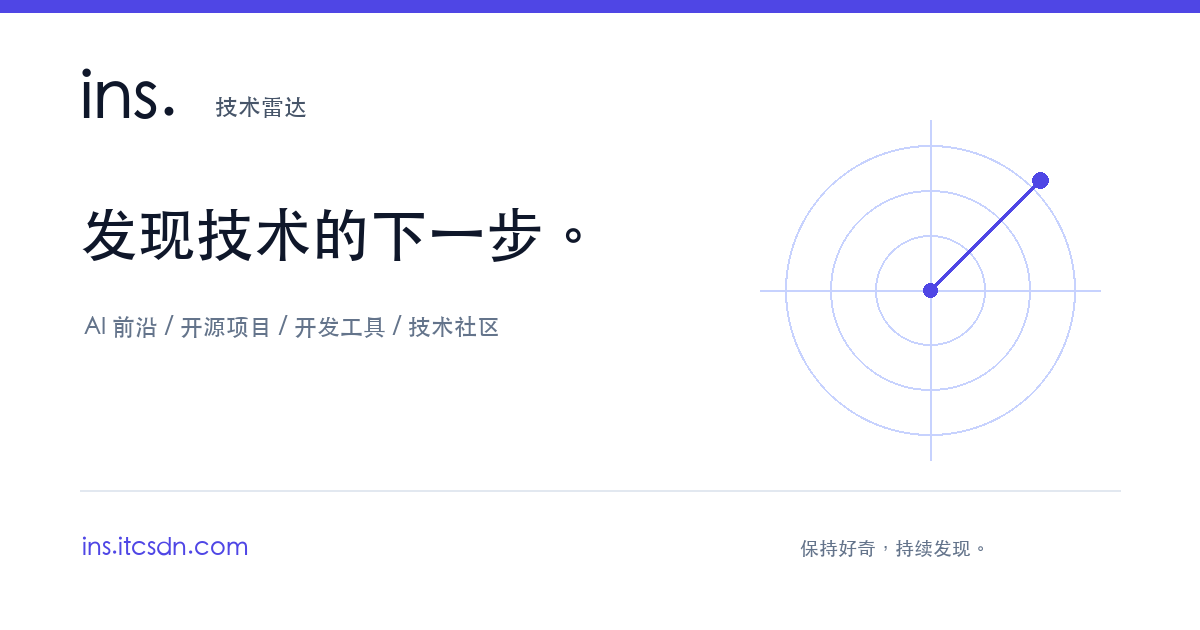 ins. 技术雷达
发现技术的下一步。
AI 前沿 / 开源项目 / 开发工具 / 技术社区
ins.itcsdn.com
保持好奇，持续发现。